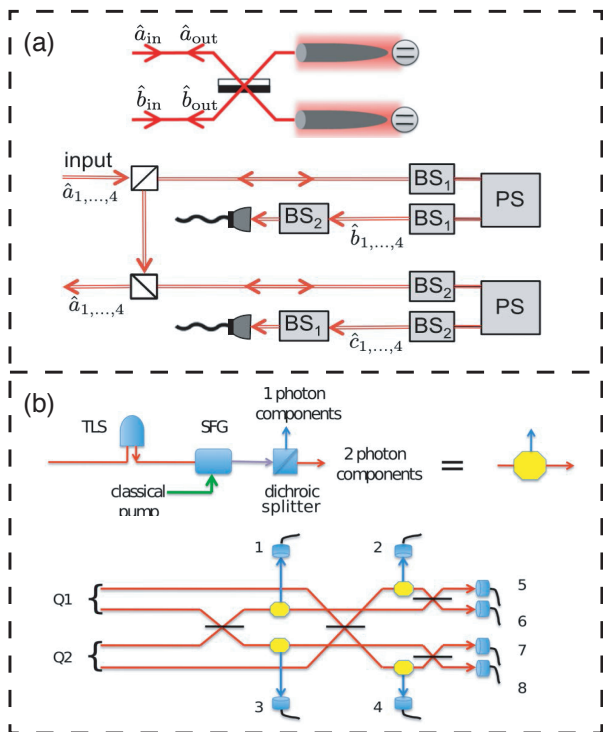 (a)
â_in â_out
b̂_in b̂_out
input
â_1,...,4
BS_1
PS
BS_2
BS_1
b̂_1,...,4
â_1,...,4
BS_2
PS
BS_1
BS_2
ĉ_1,...,4
(b)
1 photon
components
TLS
SFG
2 photon
components
=
classical
pump
dichroic
splitter
1
2
Q1
5
6
Q2
7
8
3
4